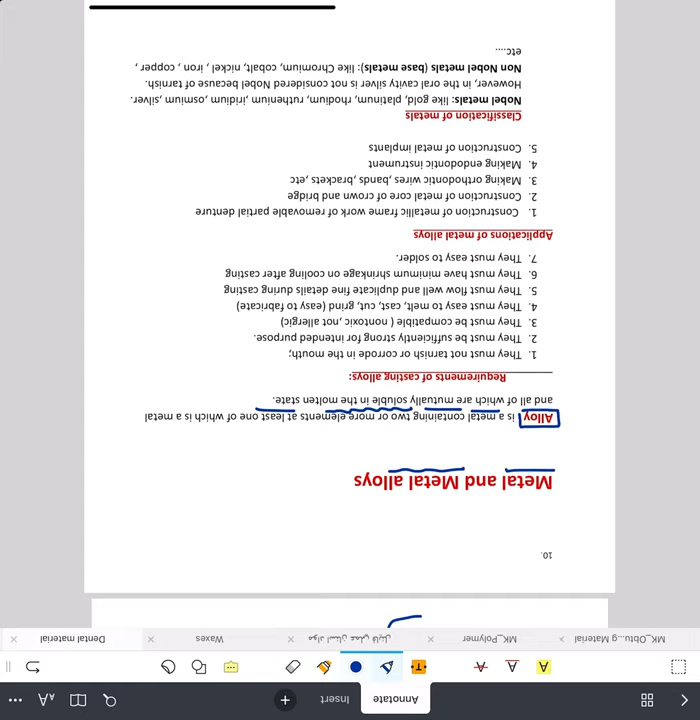 Annotate
Insert
MK_Obtu...g Material
MK_Polymer
مواد اسنان عملي فاينل
Waxes
Dental material
10.
Metal and Metal alloys
Alloy is a metal containing two or more elements at least one of which is a metal
and all of which are mutually soluble in the molten state.
Requirements of casting alloys:
1. They must not tarnish or corrode in the mouth;
2. They must be sufficiently strong for intended purpose.
3. They must be compatible ( nontoxic ,not allergic)
4. They must easy to melt, cast, cut, grind (easy to fabricate)
5. They must flow well and duplicate fine details during casting
6. They must have minimum shrinkage on cooling after casting
7. They must easy to solder.
Applications of metal alloys
1. Construction of metallic frame work of removable partial denture
2. Construction of metal core of crown and bridge
3. Making orthodontic wires ,bands ,brackets ,etc
4. Making endodontic instrument
5. Construction of metal implants
Classification of metals
Nobel metals: like gold, platinum, rhodium, ruthenium ,iridium ,osmium ,silver.
However, in the oral cavity silver is not considered Nobel because of tarnish.
Non Nobel metals (base metals): like Chromium, cobalt, nickel , iron , copper ,
etc....